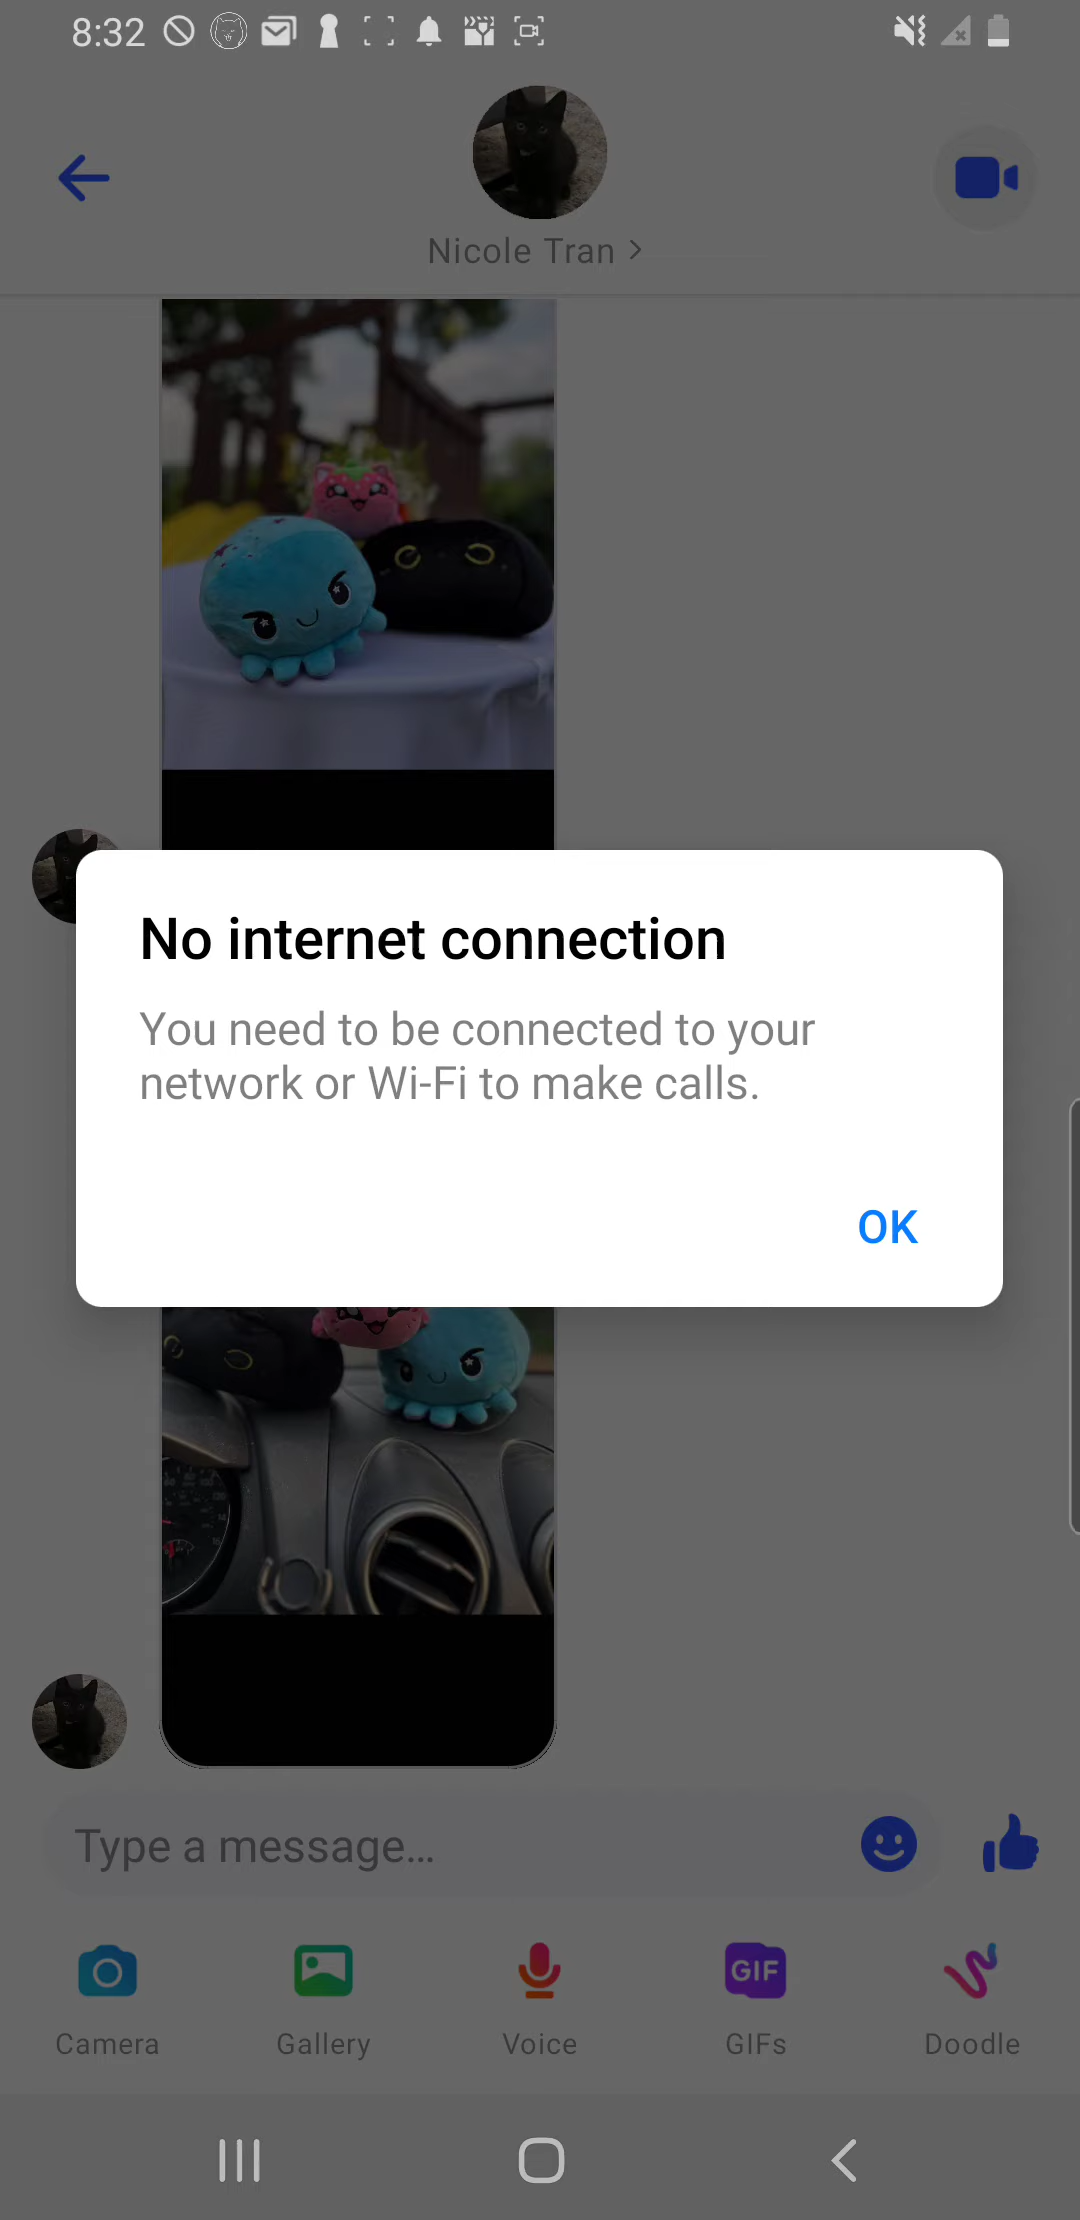 8:32
Nicole Tran
No internet connection
You need to be connected to your
network or Wi-Fi to make calls.
OK
Type a message...
GIF
Camera
Gallery
Voice
GIFs
Doodle